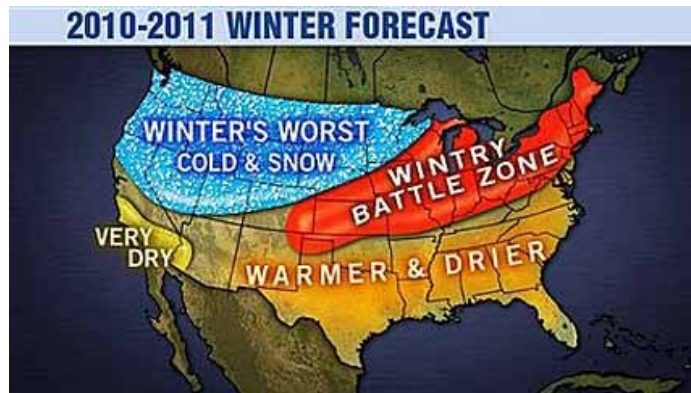 2010-2011 WINTER FORECAST
WINTER'S WORST
COLD & SNOW
WINTRY
BATTLE ZONE
VERY
DRY
WARMER & DRIER